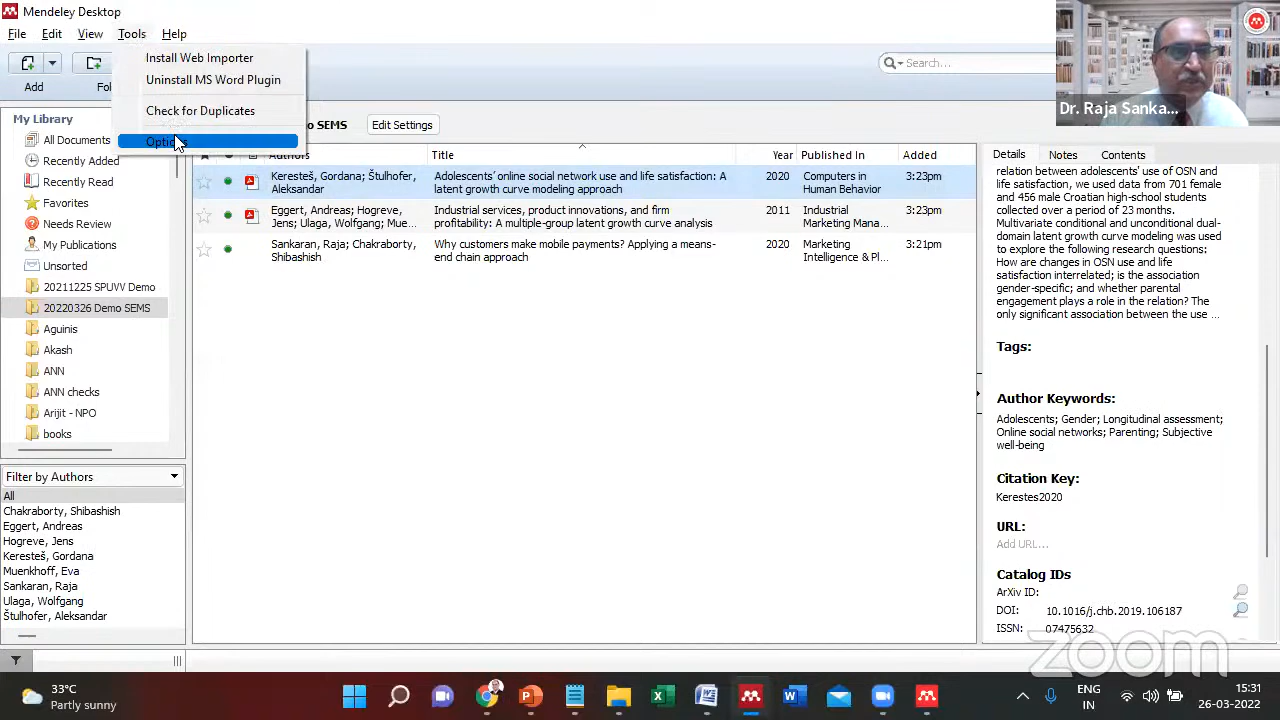 Mendeley Desktop
File Edit View Tools Help
Install Web Importer
Uninstall MS Word Plugin
Check for Duplicates
Options
Add
Search...
Dr. Raja Sanka...
My Library
All Documents
Recently Added
Recently Read
Favorites
Needs Review
My Publications
Unsorted
20211225 SPUVV Demo
20220326 Demo SEMS
Aguinis
Akash
ANN
ANN checks
Arijit - NPO
books
Filter by Authors
All
Chakraborty, Shibashish
Eggert, Andreas
Hogreve, Jens
Keresteš, Gordana
Muenkhoff, Eva
Sankaran, Raja
Ulaga, Wolfgang
Štulhofer, Aleksandar
SEMS Edit Settings
Authors Title Year Published In Added
Keresteš, Gordana; Štulhofer, Aleksandar
Adolescents' online social network use and life satisfaction: A latent growth curve modeling approach
2020
Computers in Human Behavior
3:23pm
Eggert, Andreas; Hogreve, Jens; Ulaga, Wolfgang; Mue...
Industrial services, product innovations, and firm profitability: A multiple-group latent growth curve analysis
2011
Industrial Marketing Mana...
3:23pm
Sankaran, Raja; Chakraborty, Shibashish
Why customers make mobile payments? Applying a means-end chain approach
2020
Marketing Intelligence & Pl...
3:21pm
Details Notes Contents
relation between adolescents' use of OSN and
life satisfaction, we used data from 701 female
and 456 male Croatian high-school students
collected over a period of 23 months.
Multivariate conditional and unconditional dual-
domain latent growth curve modeling was used
to explore the following research questions:
How are changes in OSN use and life
satisfaction interrelated; is the association
gender-specific; and whether parental
engagement plays a role in the relation? The
only significant association between the use ...
Tags:
Author Keywords:
Adolescents; Gender; Longitudinal assessment;
Online social networks; Parenting; Subjective
well-being
Citation Key:
Kerestes2020
URL:
Add URL...
Catalog IDs
ArXiv ID:
DOI: 10.1016/j.chb.2019.106187
ISSN: 07475632
zoom
33°C
Partly sunny
ENG
IN
15:31
26-03-2022